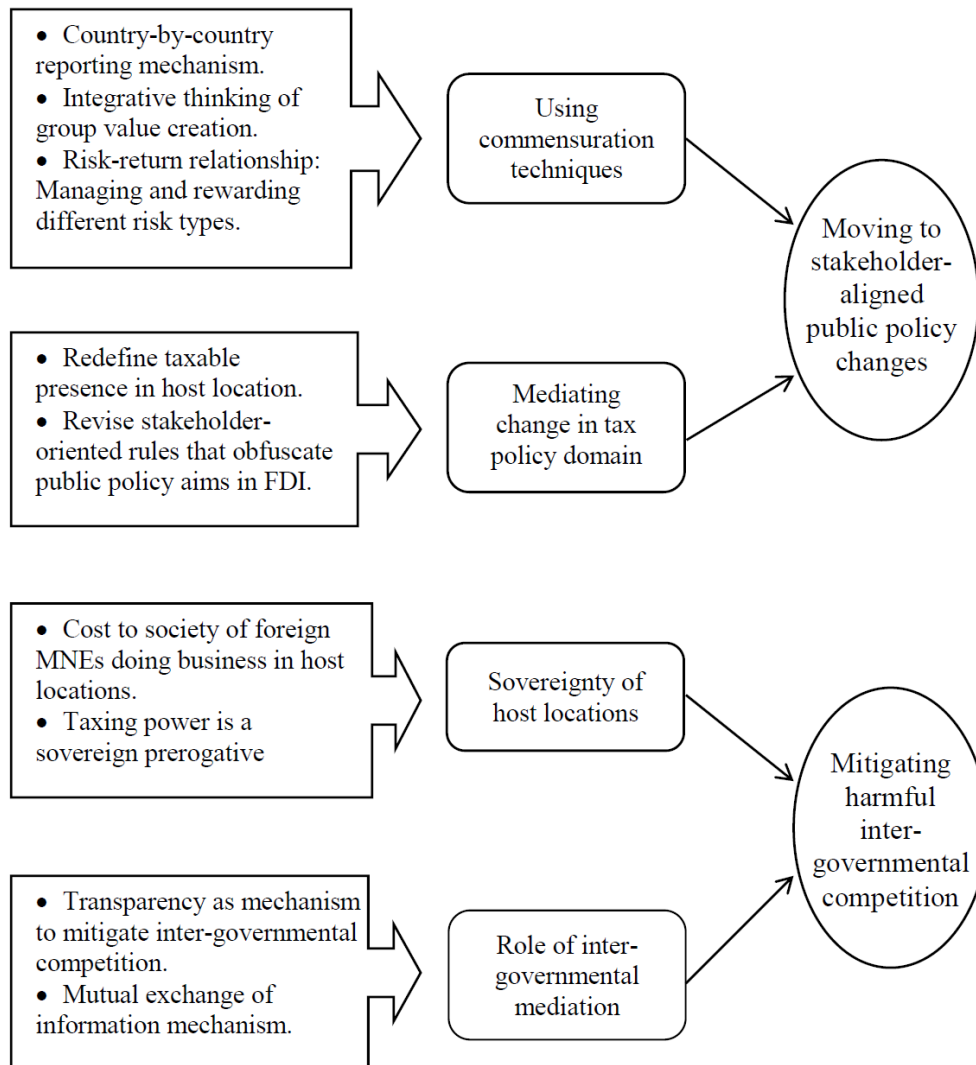 • Country-by-country
reporting mechanism.
• Integrative thinking of
group value creation.
• Risk-return relationship:
Managing and rewarding
different risk types.
Using
commensuration
techniques
Moving to
stakeholder-
aligned
public policy
changes
• Redefine taxable
presence in host location.
• Revise stakeholder-
oriented rules that obfuscate
public policy aims in FDI.
Mediating
change in tax
policy domain
• Cost to society of foreign
MNEs doing business in host
locations.
• Taxing power is a
sovereign prerogative
Sovereignty of
host locations
Mitigating
harmful
inter-
governmental
competition
• Transparency as mechanism
to mitigate inter-governmental
competition.
• Mutual exchange of
information mechanism.
Role of inter-
governmental
mediation